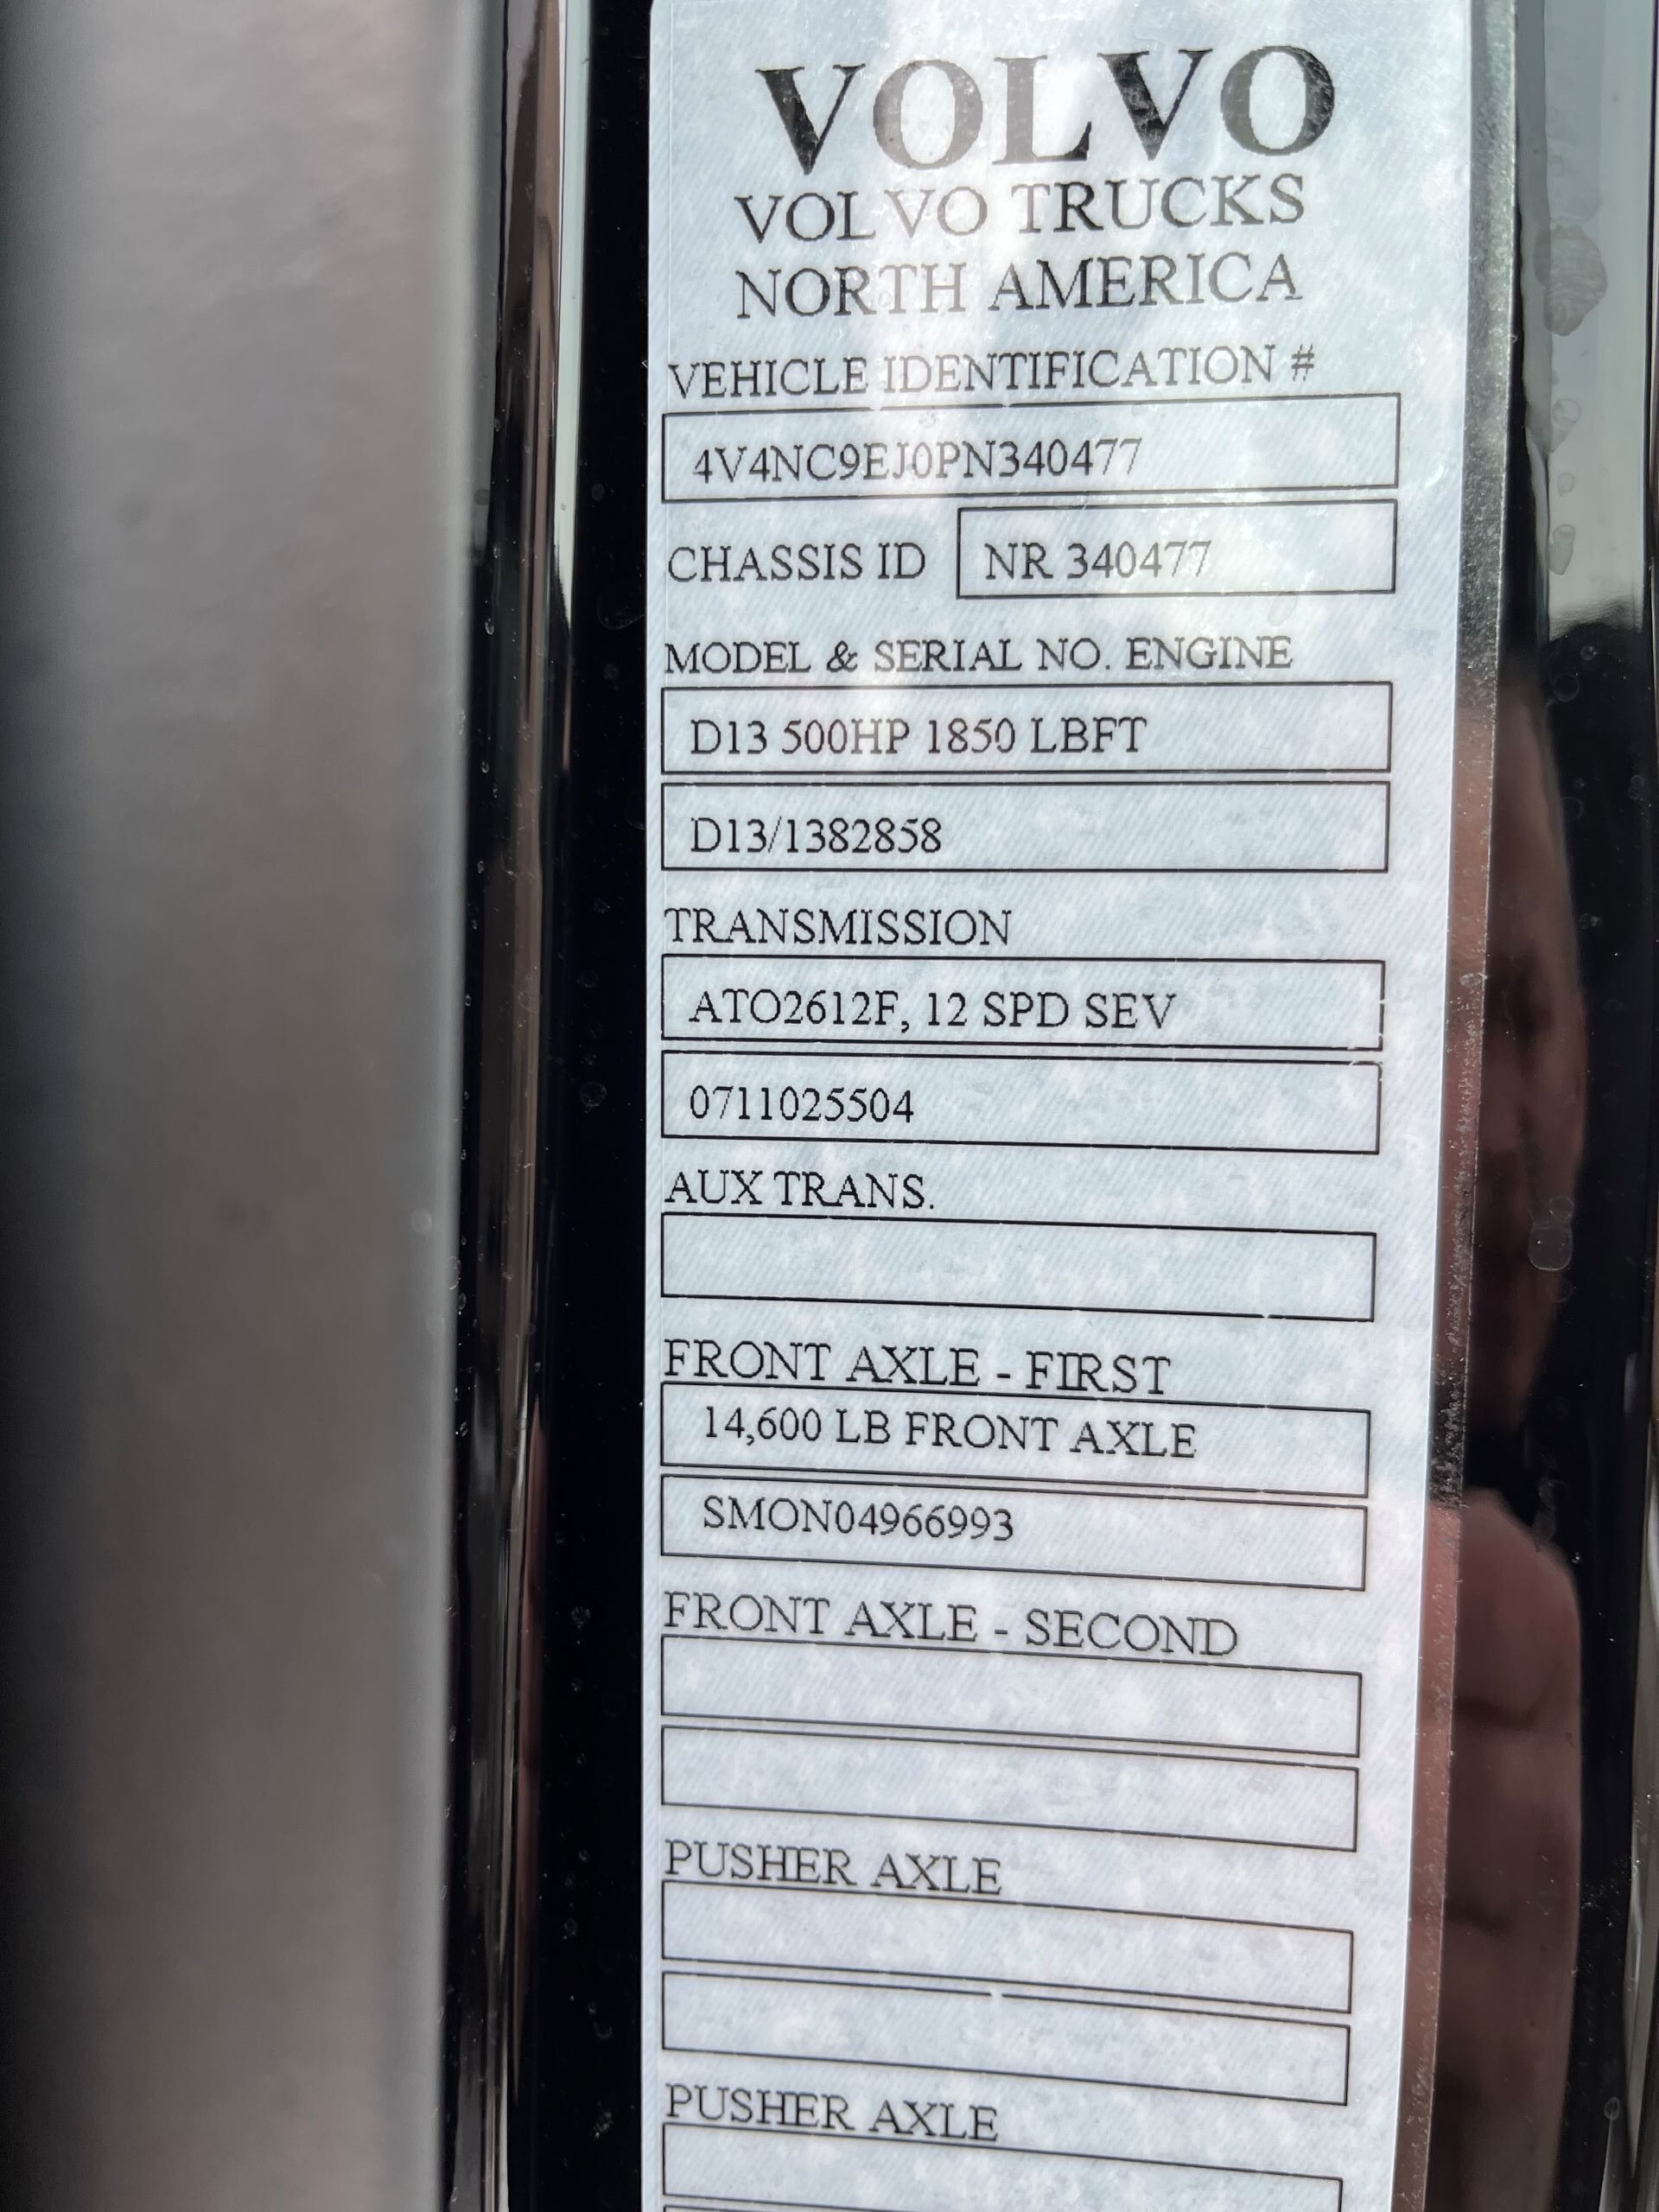 VOLVO
VOLVO TRUCKS
NORTH AMERICA
VEHICLE IDENTIFICATION #
4V4NC9EJ0PN340477
CHASSIS ID NR 340477
MODEL & SERIAL NO. ENGINE
D13 500HP 1850 LBFT
D13/1382858
TRANSMISSION
ATO2612F, 12 SPD SEV
0711025504
AUX TRANS.
FRONT AXLE - FIRST
14,600 LB FRONT AXLE
SMON04966993
FRONT AXLE - SECOND
PUSHER AXLE
PUSHER AXLE